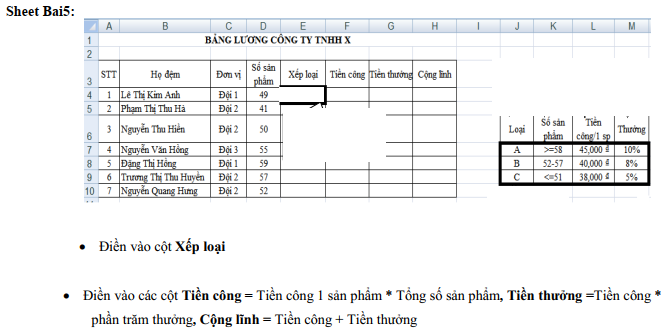 Sheet Bai5:
A B C D E F G H I J K L M
1 BẢNG LƯƠNG CÔNG TY TNHH X
2
3 STT Họ đệm Đơn vị Số sản phẩm Xếp loại Tiền công Tiền thưởng Cộng lĩnh
4 1 Lê Thị Kim Anh Đội 1 49
5 2 Phạm Thị Thu Hà Đội 2 41
6 3 Nguyễn Thu Hiền Đội 2 50 Loại Số sản phẩm Tiền công/1 sp Thưởng
7 4 Nguyễn Văn Hồng Đội 3 55 A >=58 45,000 ₫ 10%
8 5 Đặng Thị Hồng Đội 1 59 B 52-57 40,000 ₫ 8%
9 6 Trương Thị Thu Huyền Đội 2 57 C <=51 38,000 ₫ 5%
10 7 Nguyễn Quang Hưng Đội 2 52
• Điền vào cột Xếp loại
• Điền vào các cột Tiền công = Tiền công 1 sản phẩm * Tổng số sản phẩm, Tiền thưởng =Tiền công *
phần trăm thưởng, Cộng lĩnh = Tiền công + Tiền thưởng